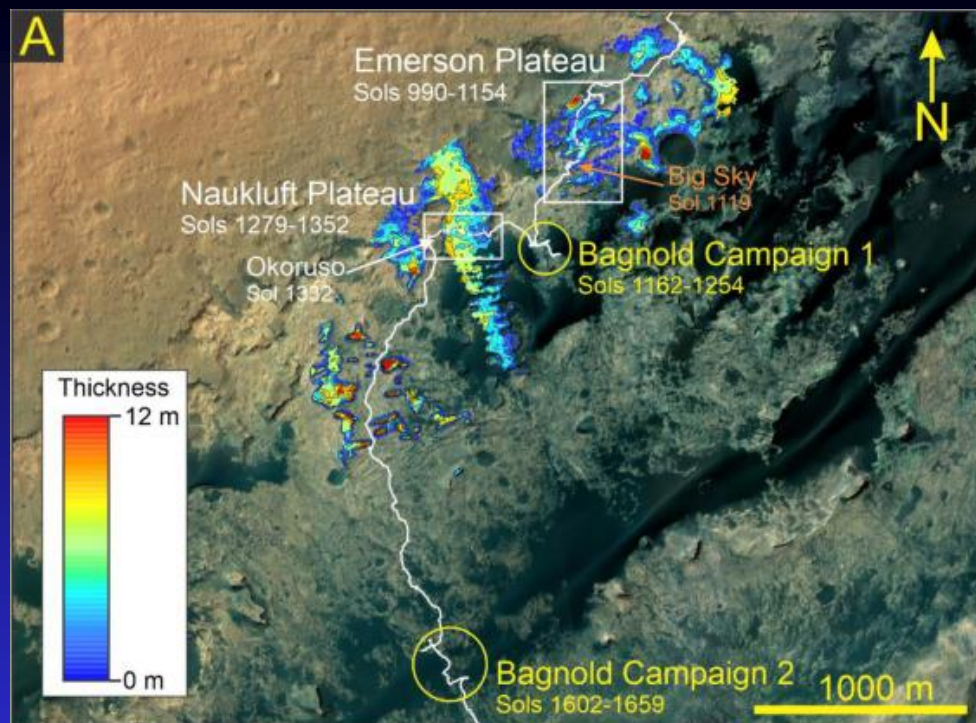 A
Emerson Plateau
Sols 990-1154
N
Naukluft Plateau
Sols 1279-1352
Big Sky
Sol 1119
Okoruso
Sol 1332
Bagnold Campaign 1
Sols 1162-1254
Thickness
12 m
0 m
Bagnold Campaign 2
Sols 1602-1659
1000 m